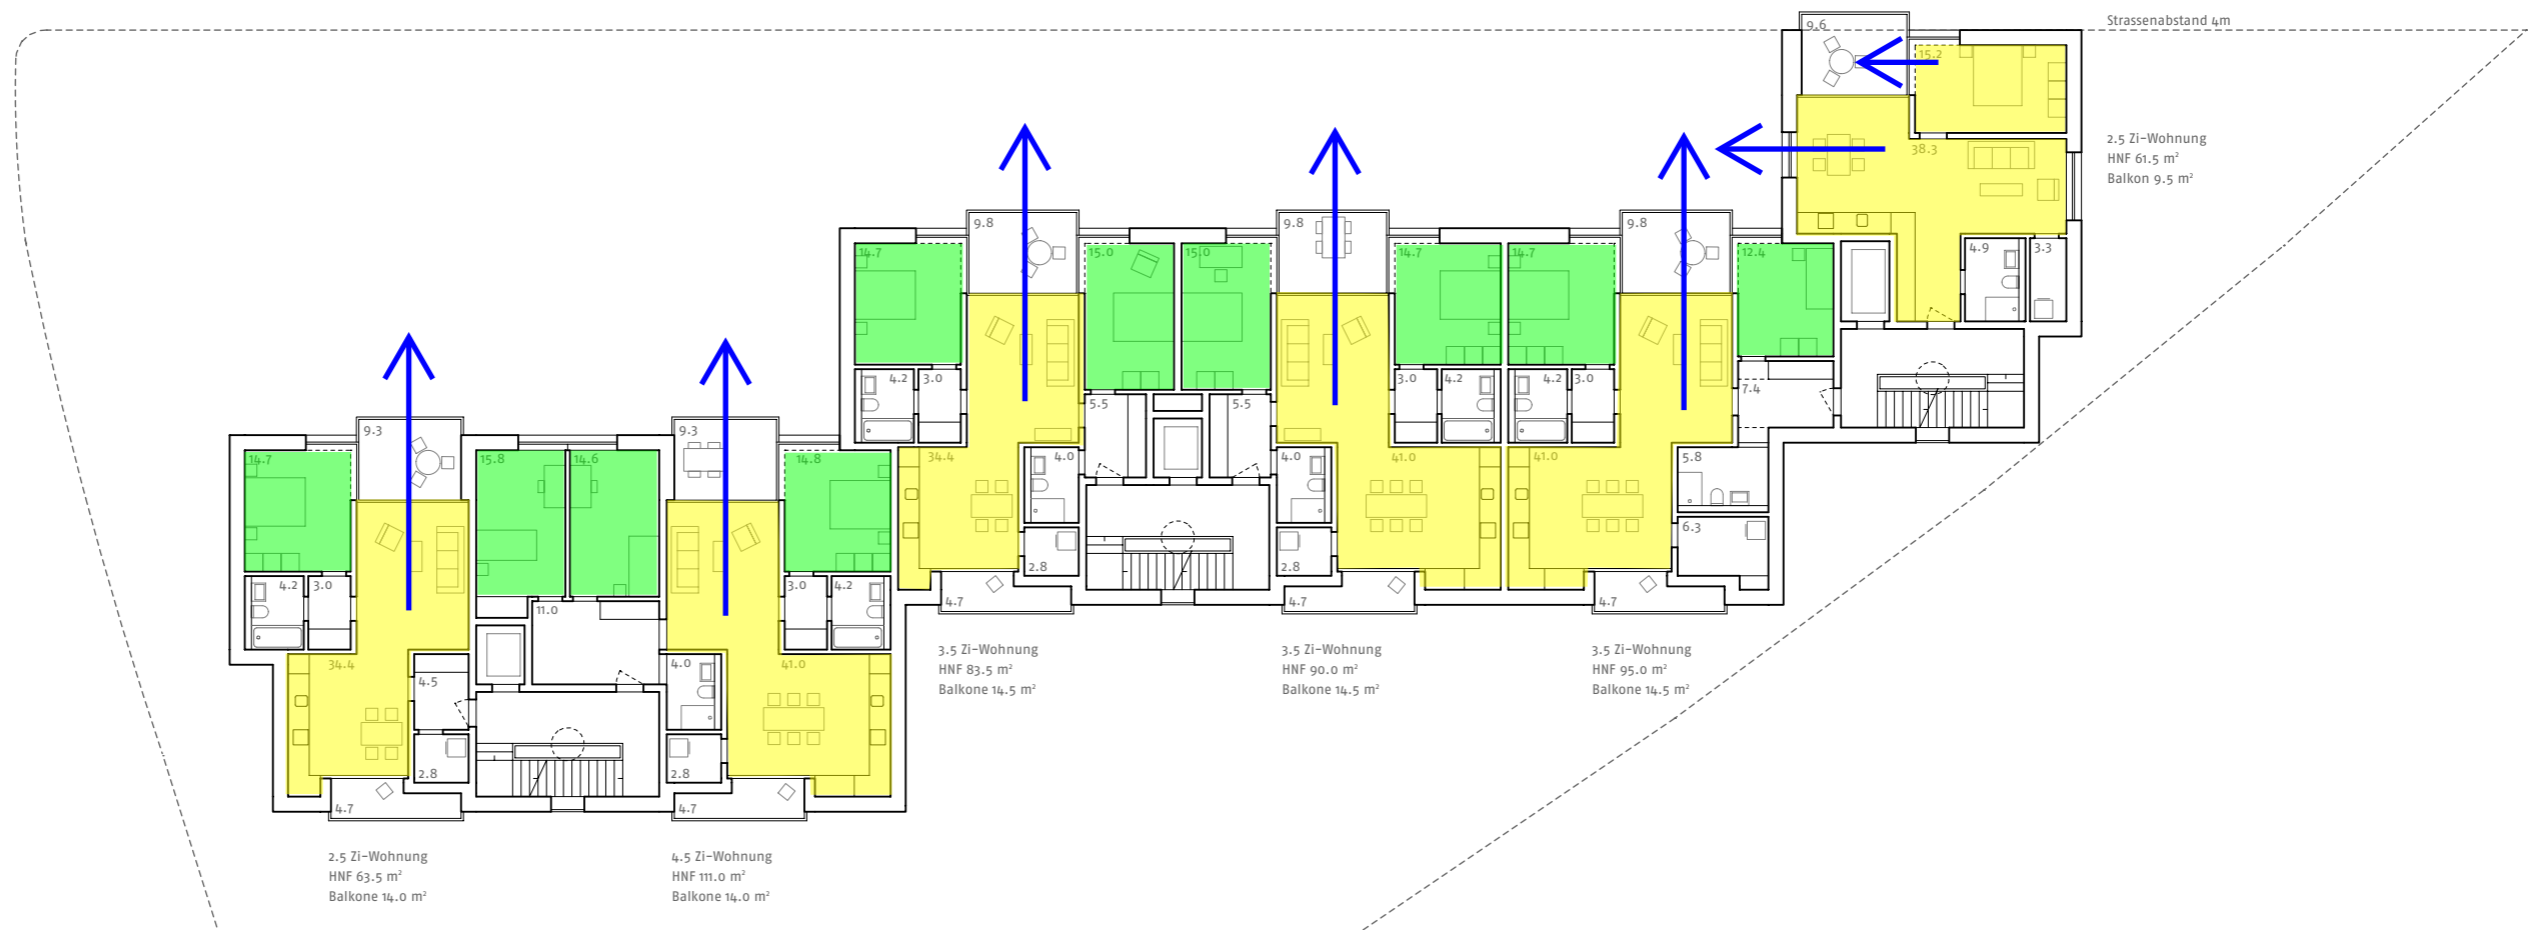 Strassenabstand 4m
9.6
15.2
38.3
4.9
3.3
2.5 Zi-Wohnung
HNF 61.5 m²
Balkon 9.5 m²
9.8
9.8
9.8
14.7
15.0
15.0
14.7
14.7
12.4
4.2
3.0
5.5
5.5
3.0
4.2
4.2
3.0
7.4
34.4
4.0
4.0
41.0
41.0
5.8
2.8
2.8
6.3
4.7
4.7
4.7
3.5 Zi-Wohnung
HNF 83.5 m²
Balkone 14.5 m²
3.5 Zi-Wohnung
HNF 90.0 m²
Balkone 14.5 m²
3.5 Zi-Wohnung
HNF 95.0 m²
Balkone 14.5 m²
9.3
9.3
14.7
15.8
14.6
14.8
4.2
3.0
11.0
3.0
4.2
34.4
4.5
4.0
41.0
2.8
2.8
4.7
4.7
2.5 Zi-Wohnung
HNF 63.5 m²
Balkone 14.0 m²
4.5 Zi-Wohnung
HNF 111.0 m²
Balkone 14.0 m²